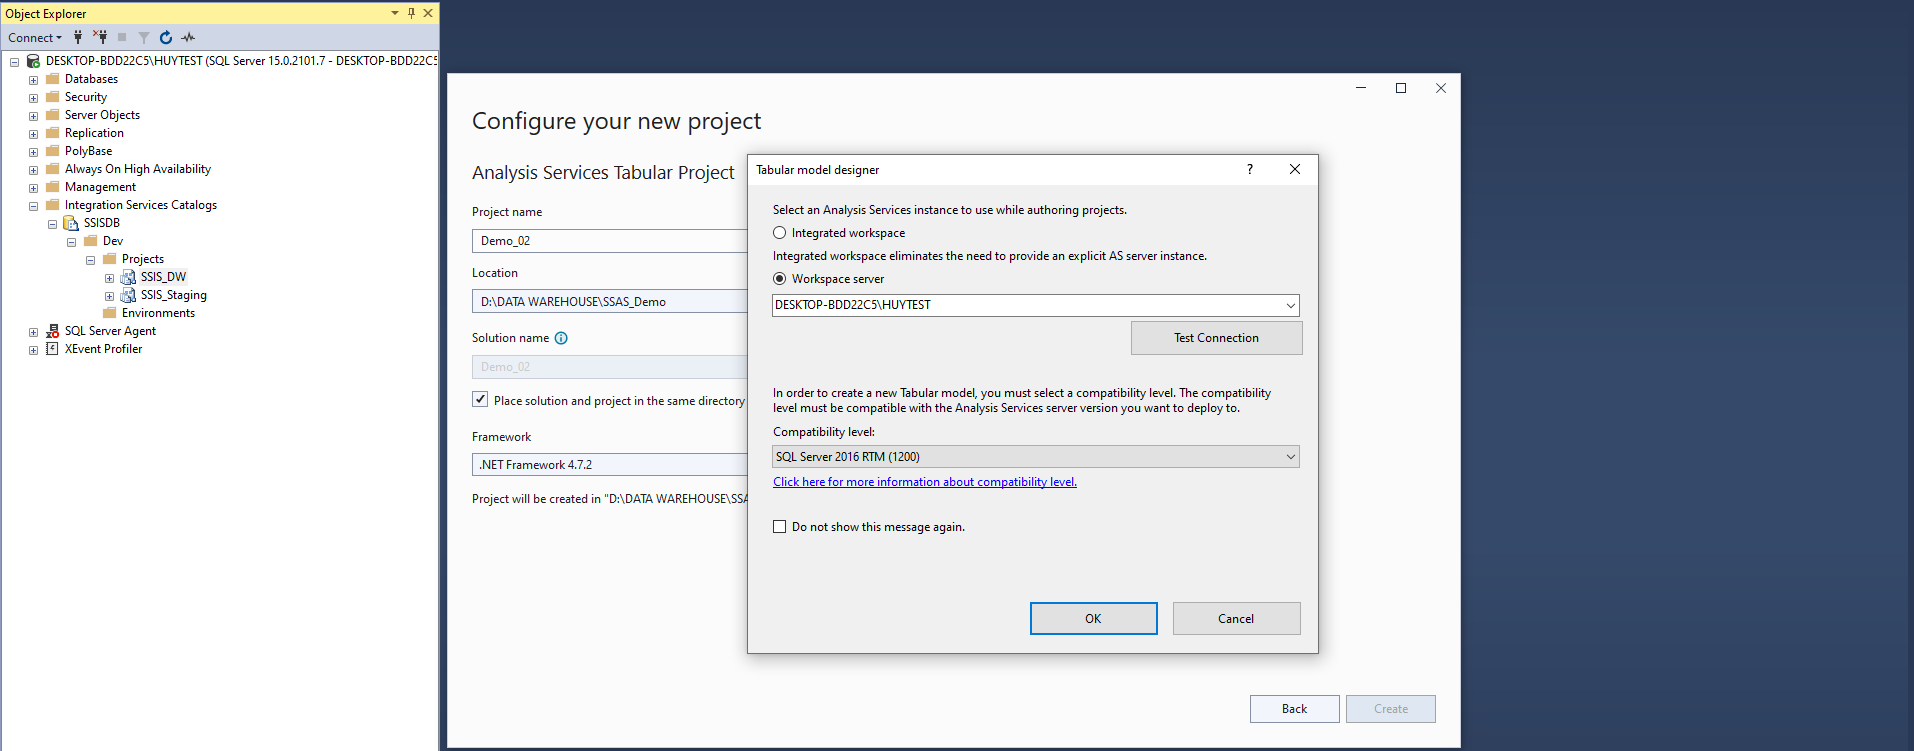 Object Explorer
Connect
DESKTOP-BDD22C5\HUYTEST (SQL Server 15.0.2101.7 - DESKTOP-BDD22C5
Databases
Security
Server Objects
Replication
PolyBase
Always On High Availability
Management
Integration Services Catalogs
SSISDB
Dev
Projects
SSIS_DW
SSIS_Staging
Environments
SQL Server Agent
XEvent Profiler
Configure your new project
Analysis Services Tabular Project
Project name
Demo_02
Location
D:\DATA WAREHOUSE\SSAS_Demo
Solution name
Demo_02
Place solution and project in the same directory
Framework
.NET Framework 4.7.2
Project will be created in "D:\DATA WAREHOUSE\SSA
Tabular model designer
?
Select an Analysis Services instance to use while authoring projects.
Integrated workspace
Integrated workspace eliminates the need to provide an explicit AS server instance.
Workspace server
DESKTOP-BDD22C5\HUYTEST
Test Connection
In order to create a new Tabular model, you must select a compatibility level. The compatibility
level must be compatible with the Analysis Services server version you want to deploy to.
Compatibility level:
SQL Server 2016 RTM (1200)
Click here for more information about compatibility level.
Do not show this message again.
OK
Cancel
Back
Create